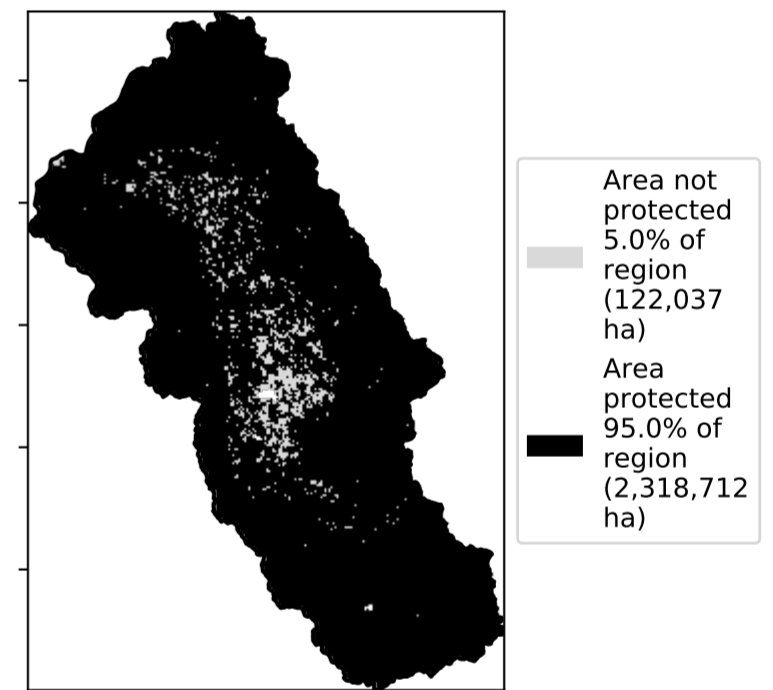 Area not
protected
5.0% of
region
(122,037
ha)
Area
protected
95.0% of
region
(2,318,712
ha)